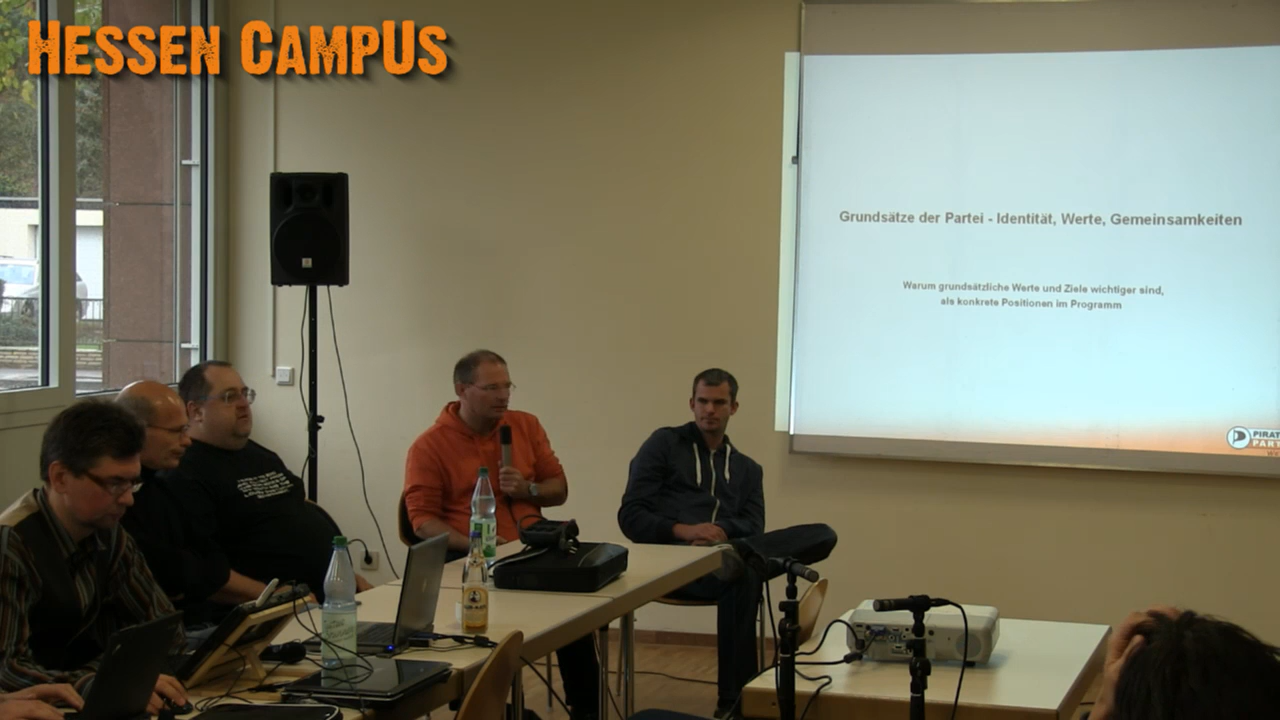 HESSEN CAMPUS
Grundsätze der Partei - Identität, Werte, Gemeinsamkeiten
Warum grundsätzliche Werte und Ziele wichtiger sind,
als konkrete Positionen im Programm